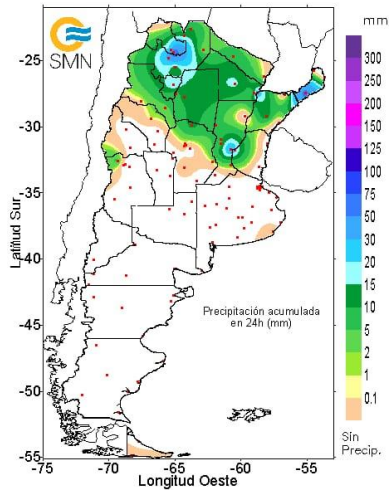 SMN
mm
300
250
200
150
125
100
75
50
30
20
15
10
5
2
1
0.1
Sin
Precip.
-25
-30
-35
-40
-45
-50
-55
Latitud Sur
Precipitación acumulada
en 24h (mm)
-75 -70 -65 -60 -55
Longitud Oeste